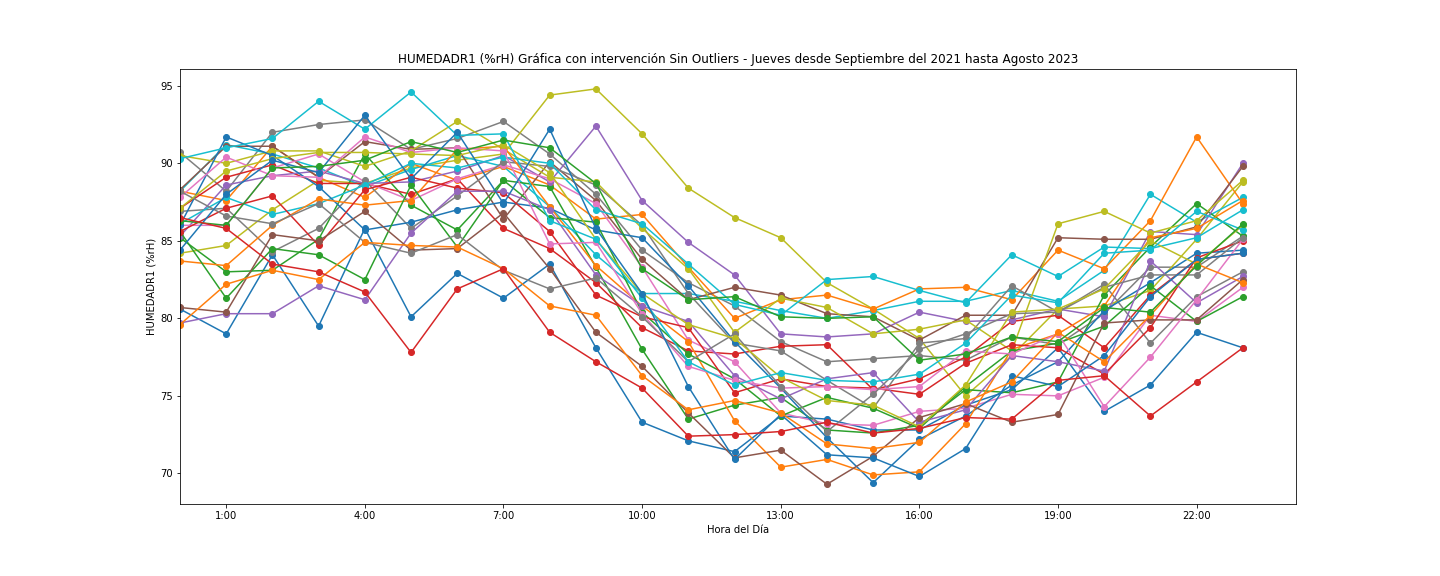 HUMEDADR1 (%rH) Gráfica con intervención Sin Outliers - Jueves desde Septiembre del 2021 hasta Agosto 2023
95
90
85
80
75
70
HUMEDADR1 (%rH)
1:00 4:00 7:00 10:00 13:00 16:00 19:00 22:00
Hora del Día